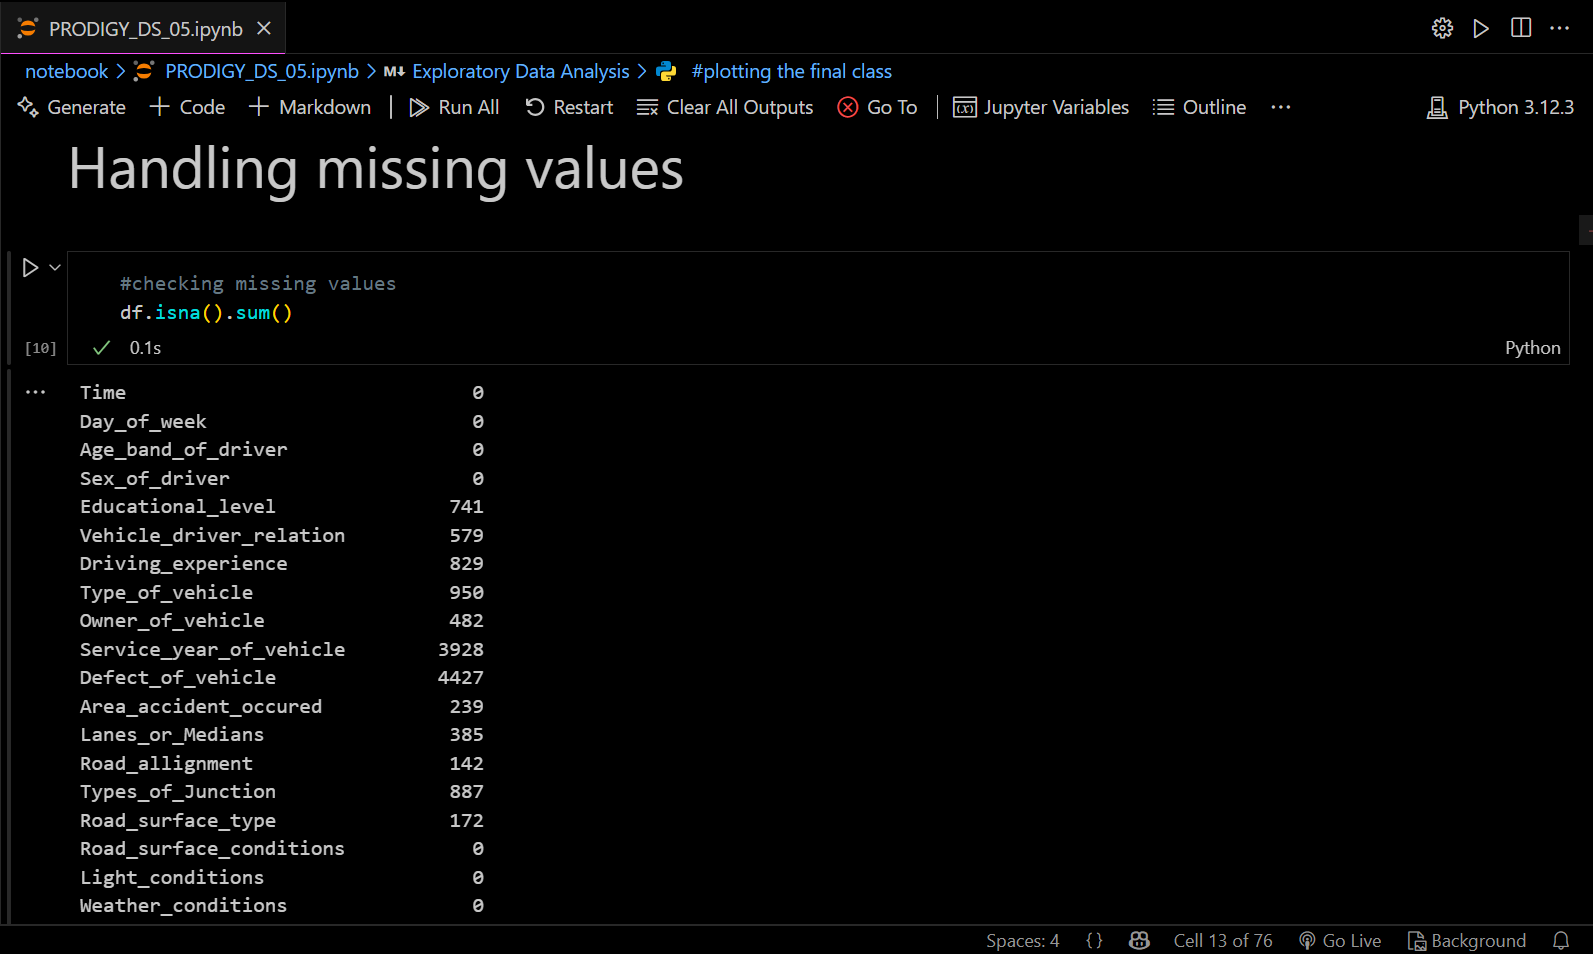 PRODIGY_DS_05.ipynb
notebook > PRODIGY_DS_05.ipynb > M↓ Exploratory Data Analysis > #plotting the final class
Generate + Code + Markdown | Run All Restart Clear All Outputs Go To | (x) Jupyter Variables Outline ... Python 3.12.3
Handling missing values
#checking missing values
df.isna().sum()
[10] ✓ 0.1s Python
... Time 0
Day_of_week 0
Age_band_of_driver 0
Sex_of_driver 0
Educational_level 741
Vehicle_driver_relation 579
Driving_experience 829
Type_of_vehicle 950
Owner_of_vehicle 482
Service_year_of_vehicle 3928
Defect_of_vehicle 4427
Area_accident_occured 239
Lanes_or_Medians 385
Road_allignment 142
Types_of_Junction 887
Road_surface_type 172
Road_surface_conditions 0
Light_conditions 0
Weather_conditions 0
Spaces: 4 {} Cell 13 of 76 Go Live Background